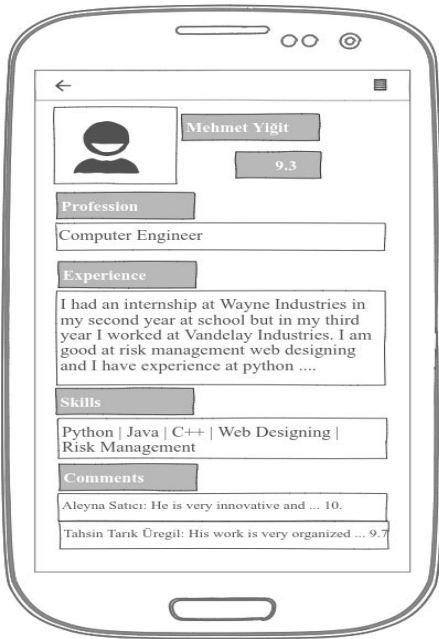 Mehmet Yiğit
9.3
Profession
Computer Engineer
Experience
I had an internship at Wayne Industries in
my second year at school but in my third
year I worked at Vandelay Industries. I am
good at risk management web designing
and I have experience at python ....
Skills
Python | Java | C++ | Web Designing |
Risk Management
Comments
Aleyna Satıcı: He is very innovative and ... 10.
Tahsin Tarık Üregil: His work is very organized ... 9.7